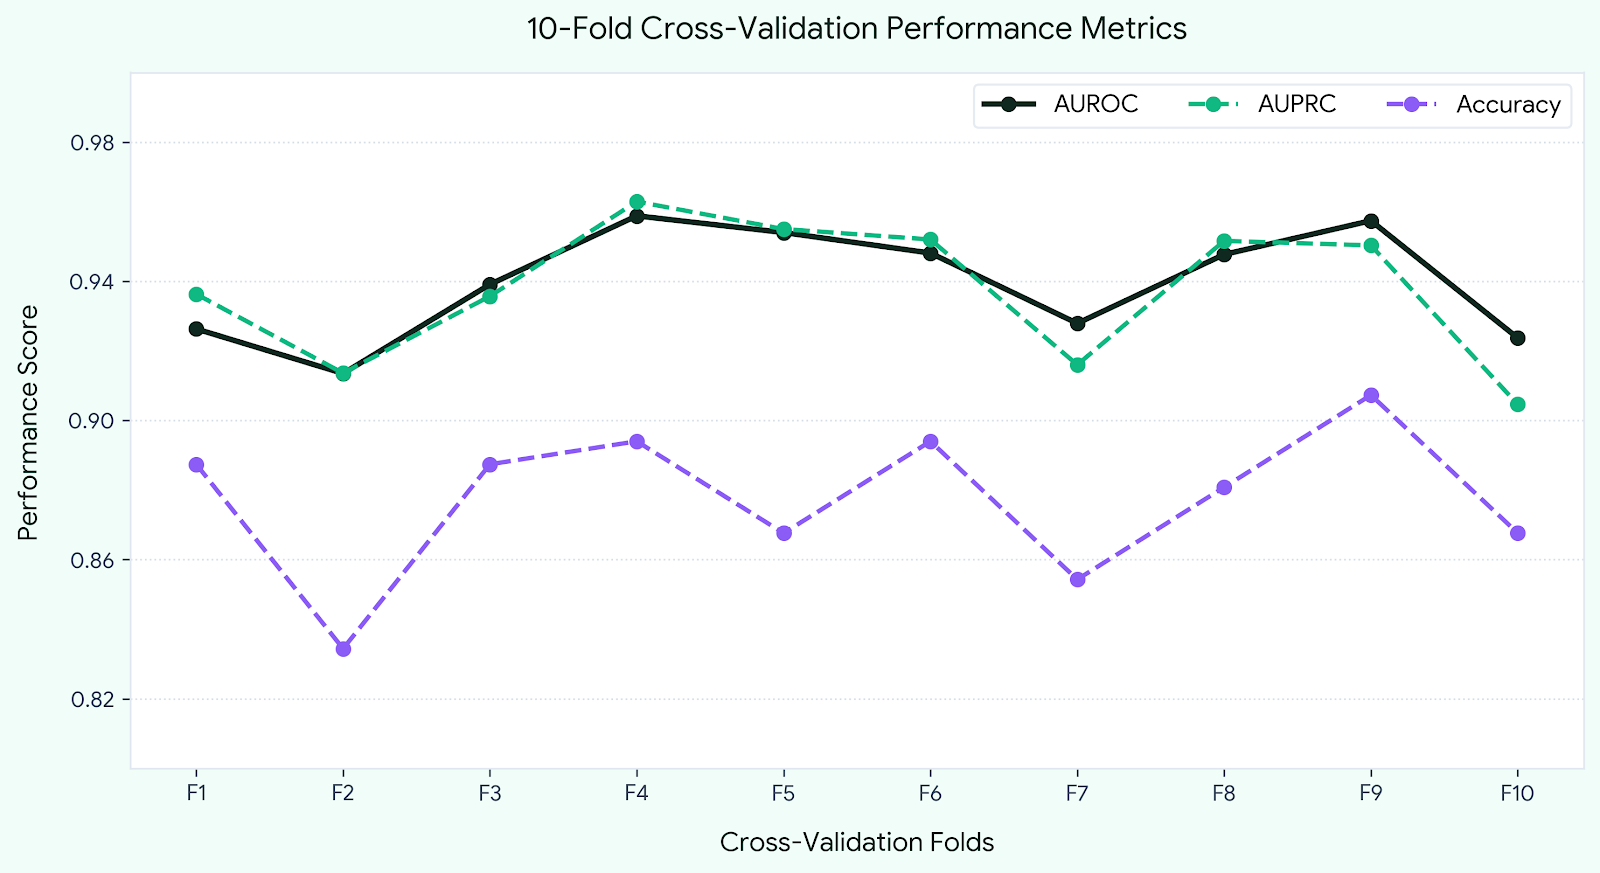 10-Fold Cross-Validation Performance Metrics
AUROC AUPRC Accuracy
Performance Score
0.98
0.94
0.90
0.86
0.82
F1 F2 F3 F4 F5 F6 F7 F8 F9 F10
Cross-Validation Folds